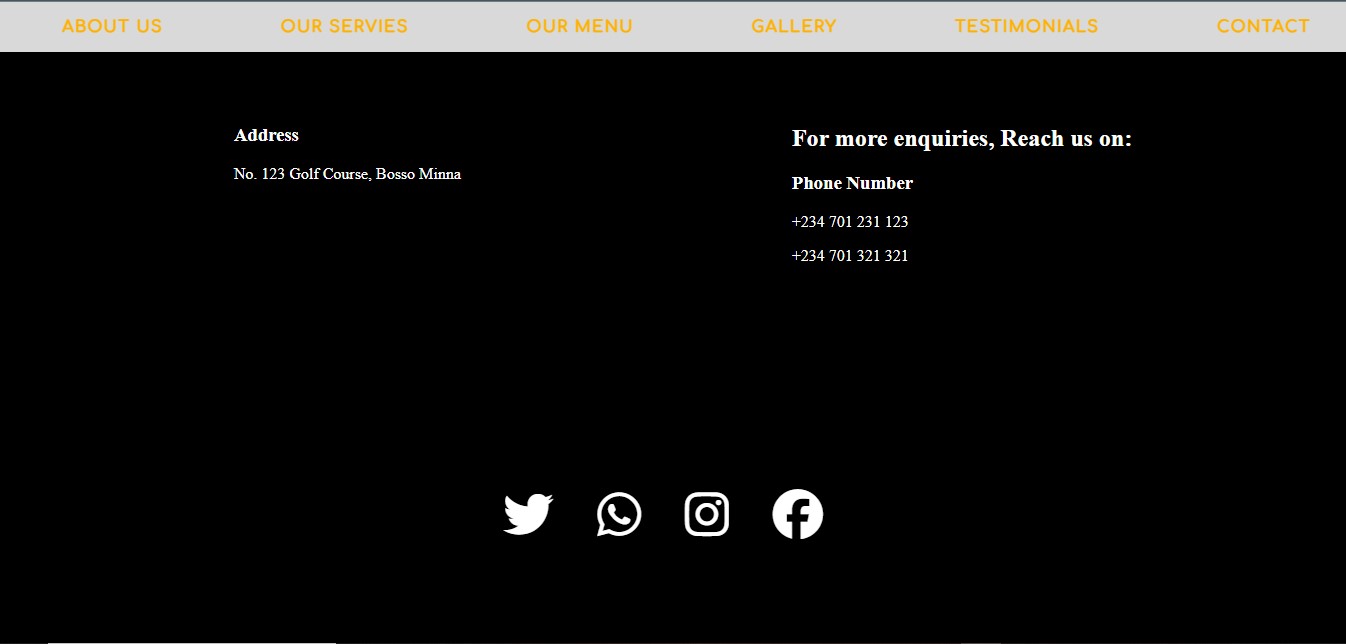 ABOUT US OUR SERVIES OUR MENU GALLERY TESTIMONIALS CONTACT
Address
No. 123 Golf Course, Bosso Minna
For more enquiries, Reach us on:
Phone Number
+234 701 231 123
+234 701 321 321